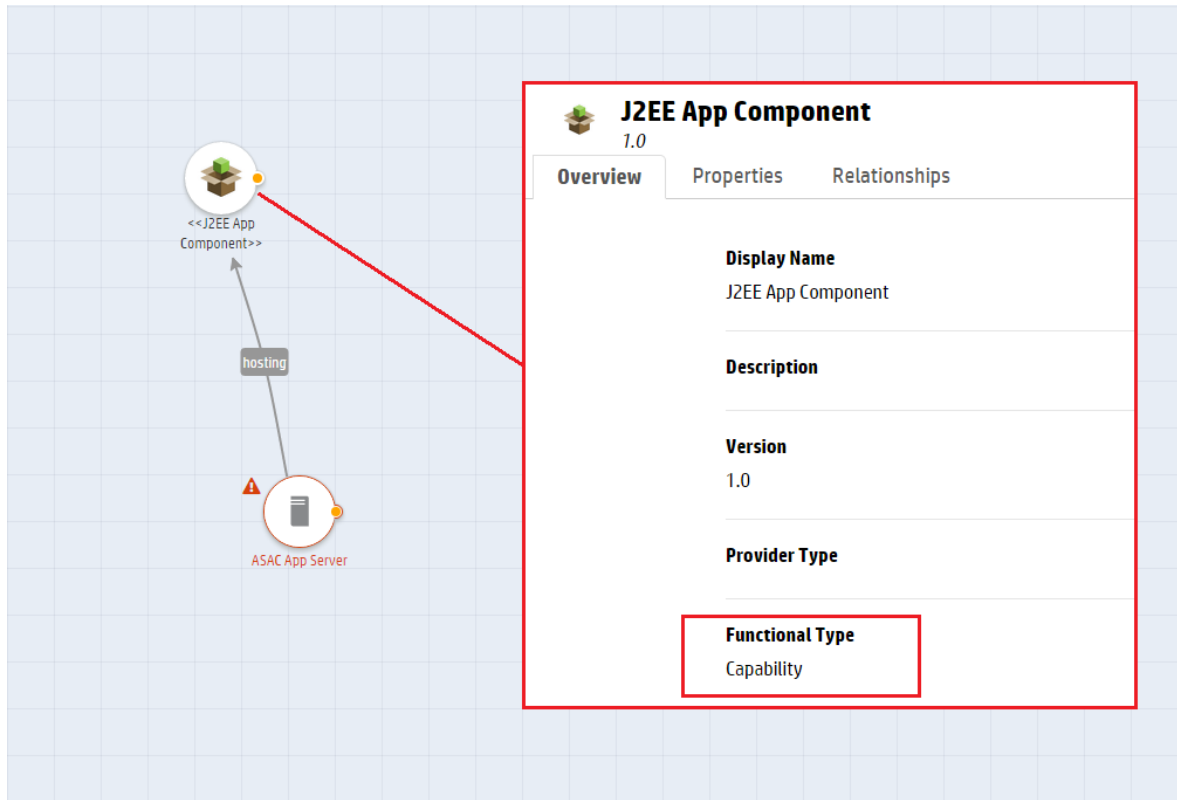 J2EE App Component
1.0
Overview Properties Relationships
<<J2EE App
Component>>
Display Name
J2EE App Component
hosting
Description
Version
1.0
ASAC App Server
Provider Type
Functional Type
Capability